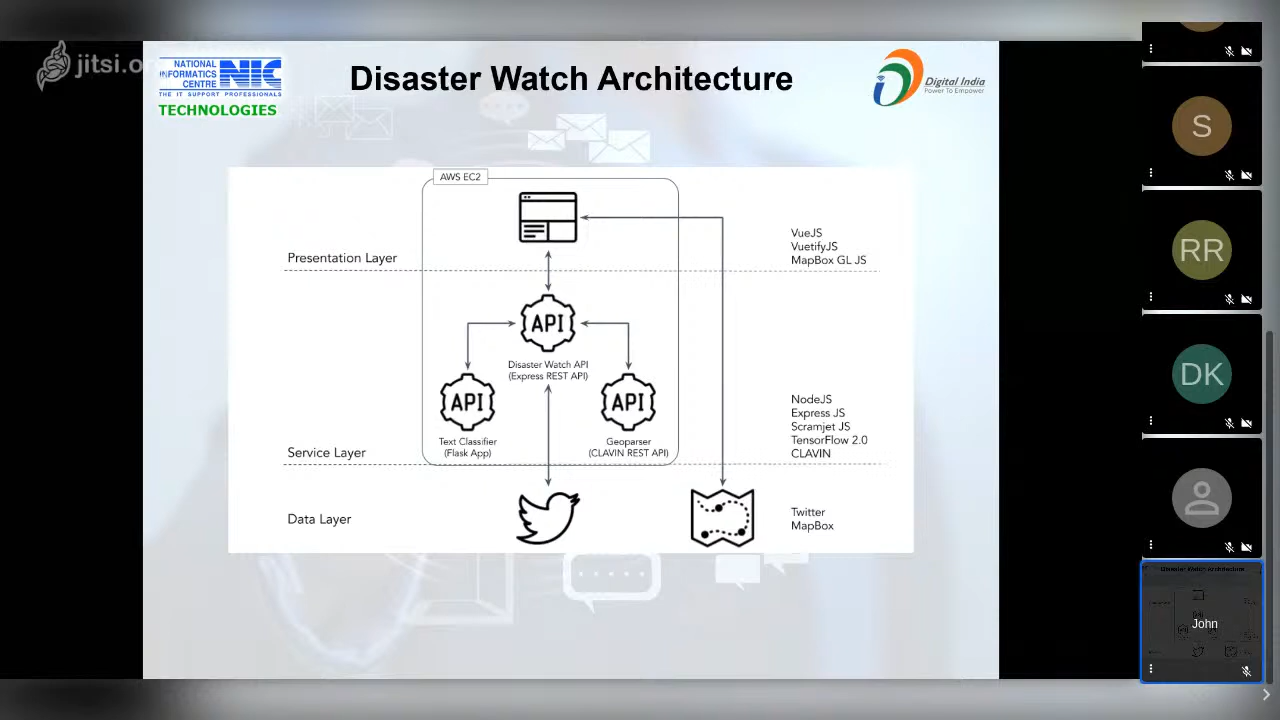 jitsi.or
NATIONAL
INFORMATICS
CENTRE
NIC
THE IT SUPPORT PROFESSIONALS
TECHNOLOGIES
Disaster Watch Architecture
Digital India
Power To Empower
AWS EC2
VueJS
VuetifyJS
MapBox GL JS
Presentation Layer
API
Disaster Watch API
(Express REST API)
API
API
Text Classifier
(Flask App)
Geoparser
(CLAVIN REST API)
NodeJS
Express JS
Scramjet JS
TensorFlow 2.0
CLAVIN
Service Layer
Data Layer
Twitter
MapBox
S
RR
DK
Disaster Watch Architecture
John